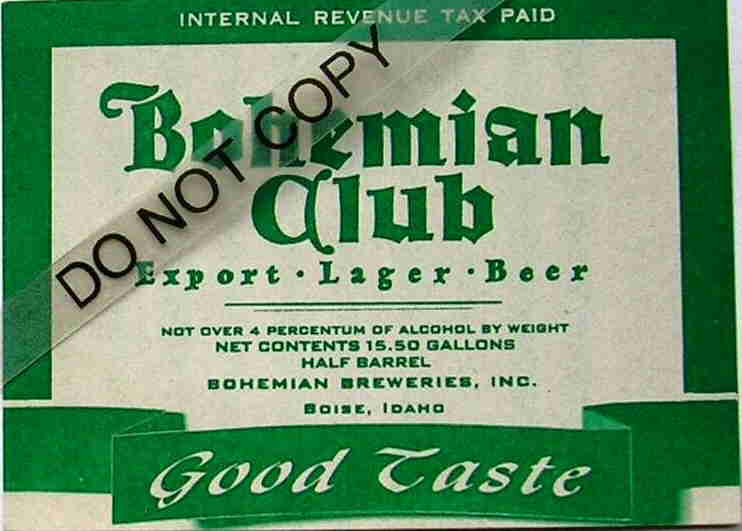 INTERNAL REVENUE TAX PAID
Bohemian
Club
Export · Lager · Beer
NOT OVER 4 PERCENTUM OF ALCOHOL BY WEIGHT
NET CONTENTS 15.50 GALLONS
HALF BARREL
BOHEMIAN BREWERIES, INC.
BOISE, IDAHO
Good Taste
DO NOT COPY